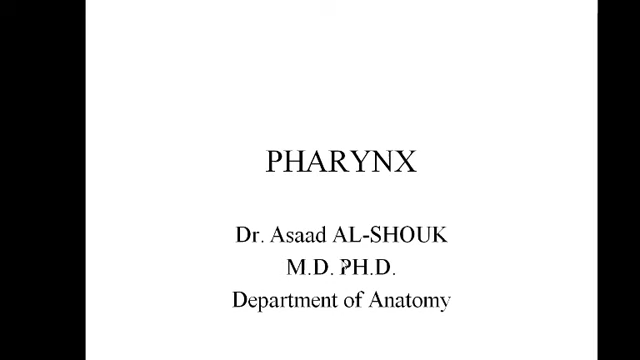 PHARYNX
Dr. Asaad AL-SHOUK
M.D. PH.D.
Department of Anatomy